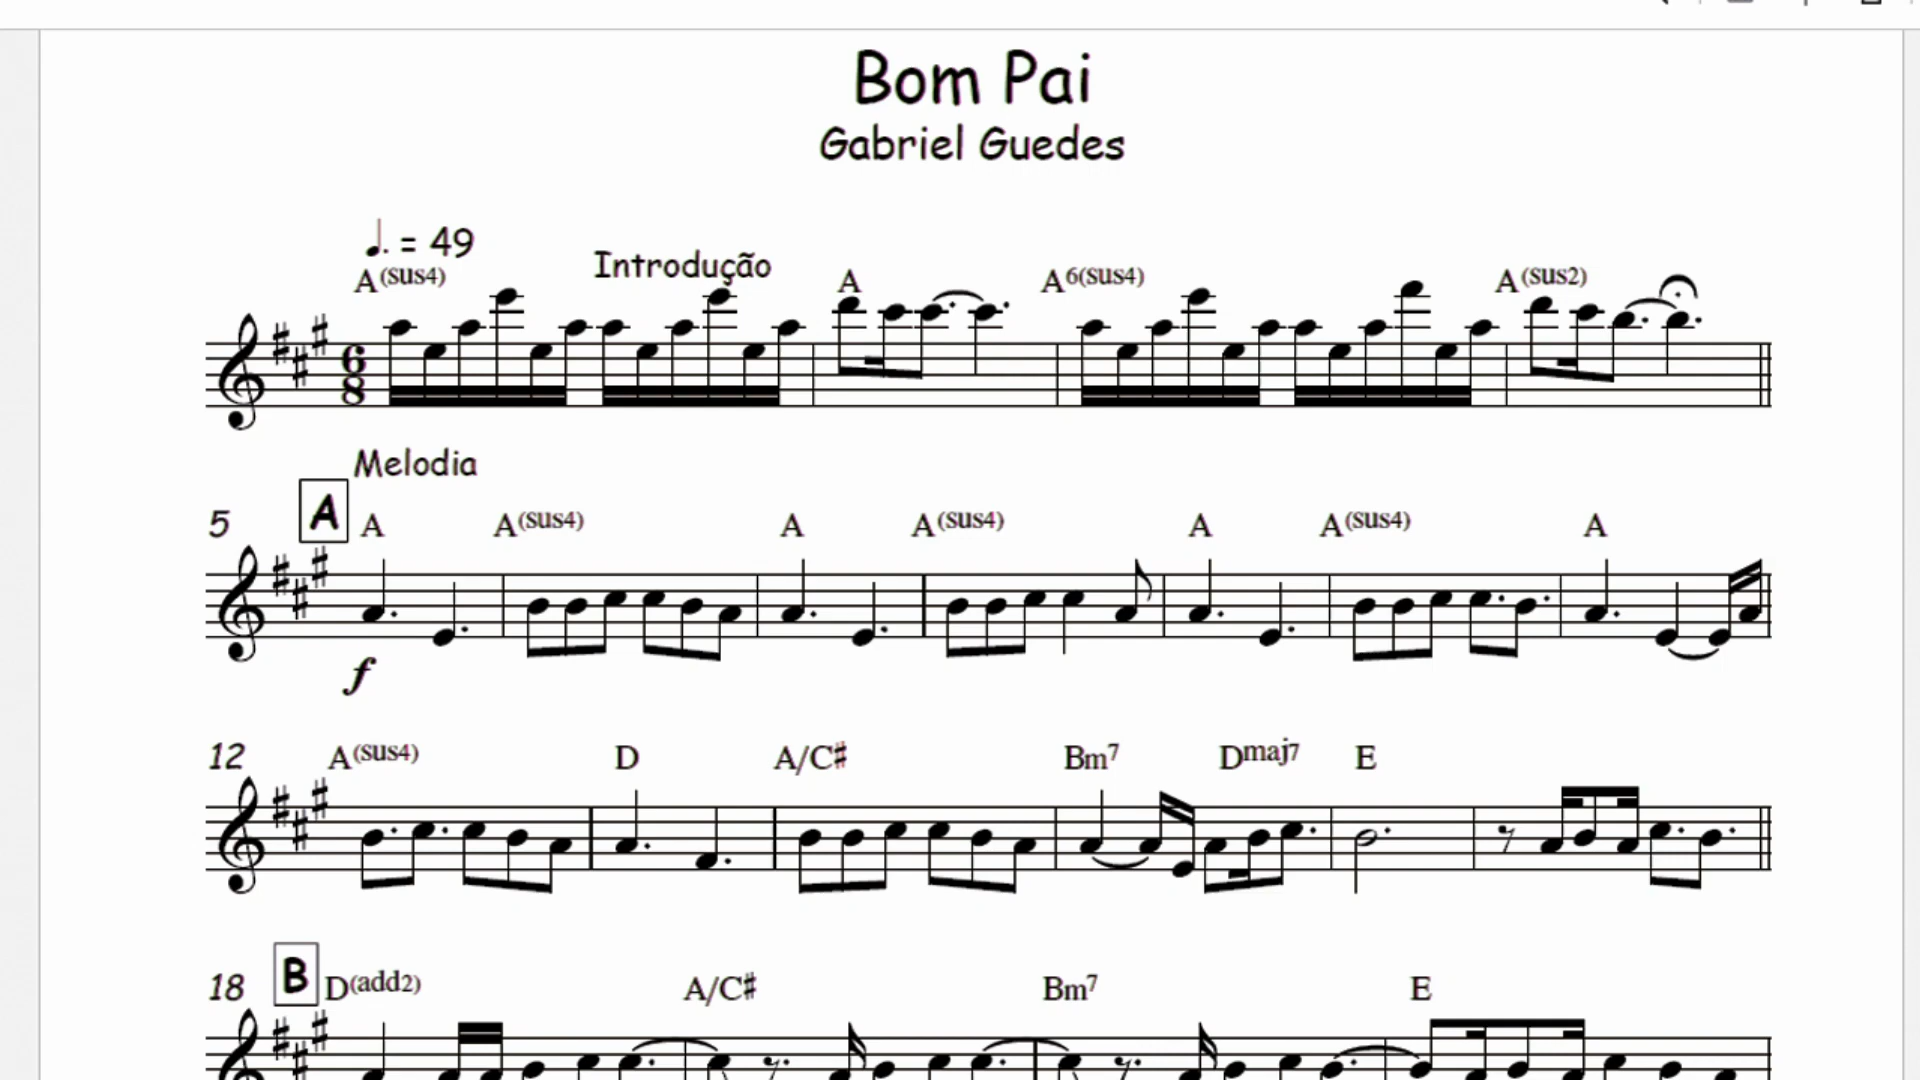 Bom Pai
Gabriel Guedes
♩. = 49
Introdução
A(sus4) A A6(sus4) A(sus2)
6
8
Melodia
5 A A A(sus4) A A(sus4) A A(sus4) A
f
12 A(sus4) D A/C♯ Bm7 Dmaj7 E
18 B D(add2) A/C♯ Bm7 E